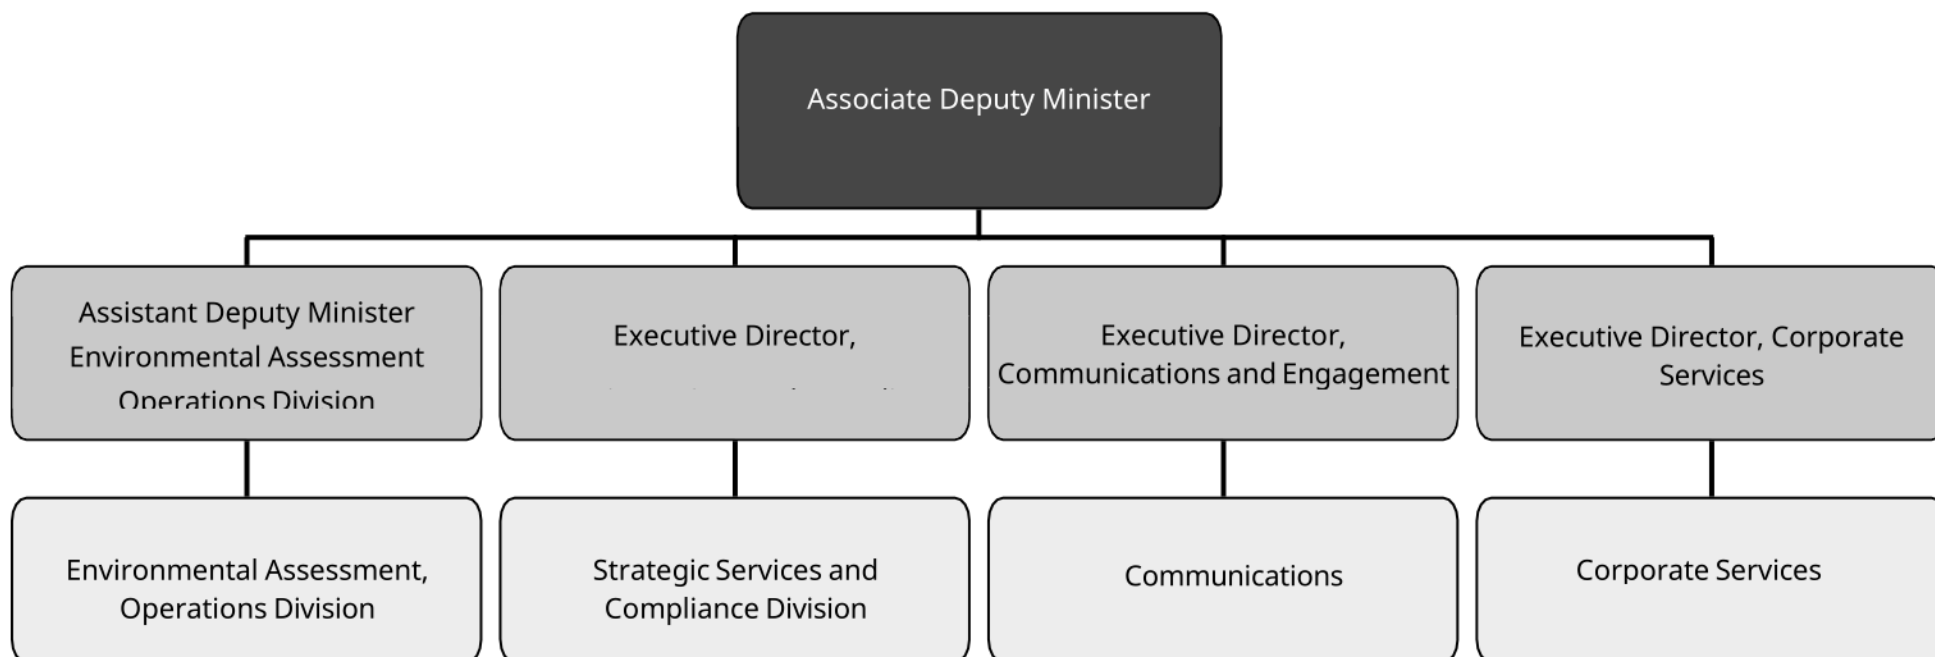 Associate Deputy Minister
Assistant Deputy Minister
Environmental Assessment
Operations Division
Executive Director,
Executive Director,
Communications and Engagement
Executive Director, Corporate
Services
Environmental Assessment,
Operations Division
Strategic Services and
Compliance Division
Communications
Corporate Services